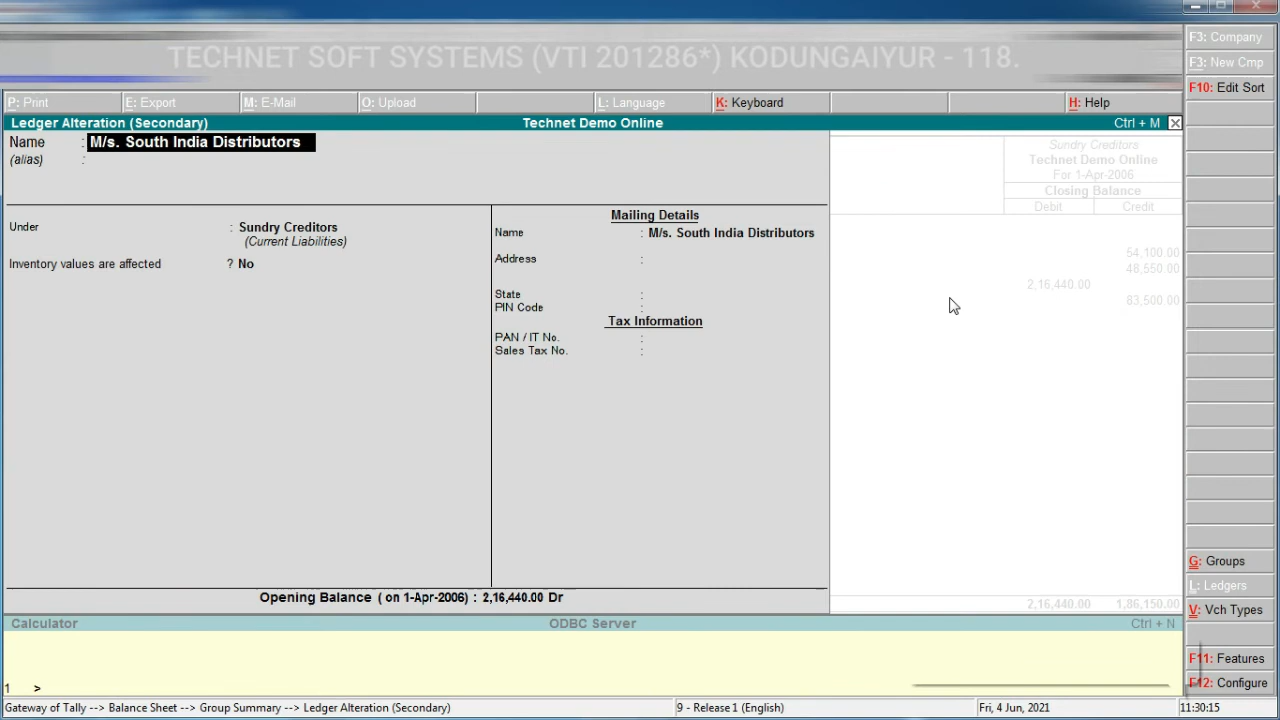 TECHNET SOFT SYSTEMS (VTI 201286*) KODUNGAIYUR - 118.
F3: Company
F3: New Cmp
F10: Edit Sort
P: Print E: Export M: E-Mail O: Upload L: Language K: Keyboard H: Help
Ledger Alteration (Secondary) Technet Demo Online Ctrl + M
Name : M/s. South India Distributors
(alias) :
Sundry Creditors
Technet Demo Online
For 1-Apr-2006
Closing Balance
Debit Credit
Under : Sundry Creditors
(Current Liabilities)
Inventory values are affected ? No
Mailing Details
Name : M/s. South India Distributors
Address :
State :
PIN Code :
Tax Information
PAN / IT No. :
Sales Tax No. :
54,100.00
48,550.00
2,16,440.00
83,500.00
Opening Balance ( on 1-Apr-2006) : 2,16,440.00 Dr
2,16,440.00 1,86,150.00
G: Groups
L: Ledgers
V: Vch Types
F11: Features
F12: Configure
Calculator ODBC Server Ctrl + N
1 >
Gateway of Tally --> Balance Sheet --> Group Summary --> Ledger Alteration (Secondary) 9 - Release 1 (English) Fri, 4 Jun, 2021 11:30:15